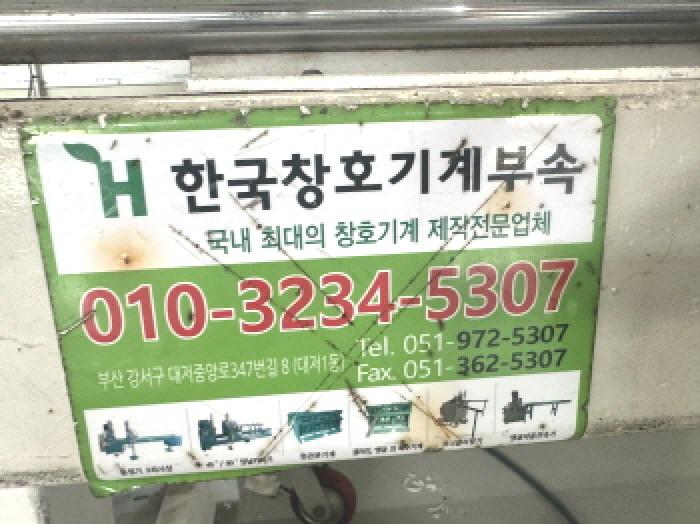 H 한국창호기계부속
국내 최대의 창호기계 제작전문업체
010-3234-5307
Tel. 051-972-5307
부산 강서구 대저중앙로347번길 8 (대저1동)
Fax. 051-362-5307